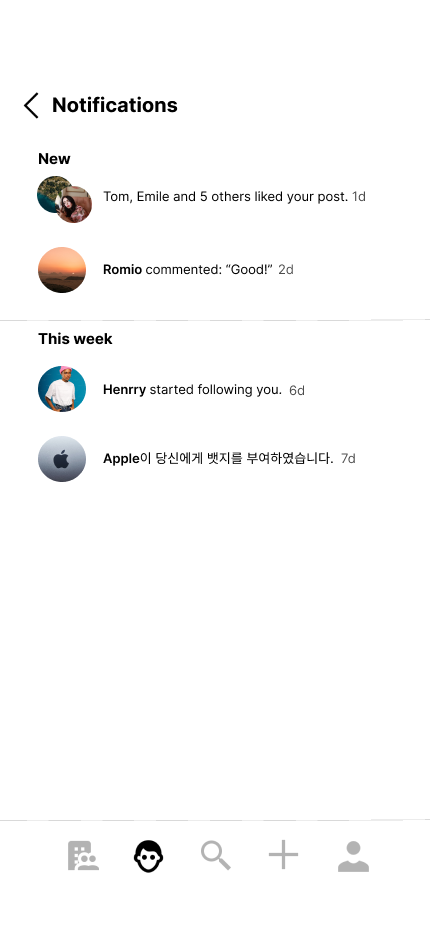 Notifications
New
Tom, Emile and 5 others liked your post. 1d
Romio commented: “Good!” 2d
This week
Henrry started following you. 6d
Apple이 당신에게 뱃지를 부여하였습니다. 7d